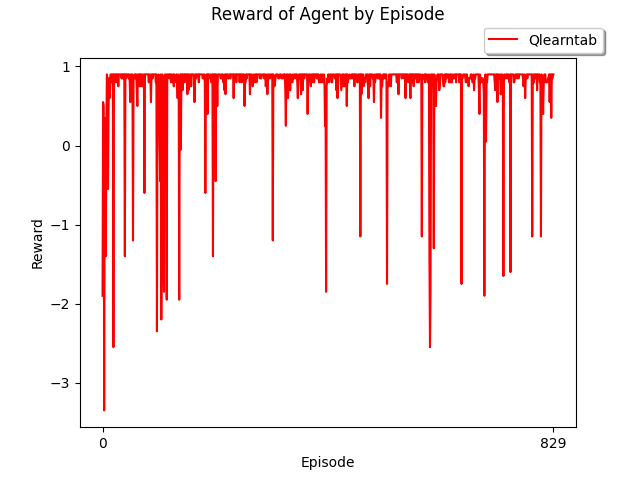 Reward of Agent by Episode
Qlearntab
1
0
−1
−2
−3
Reward
0
829
Episode